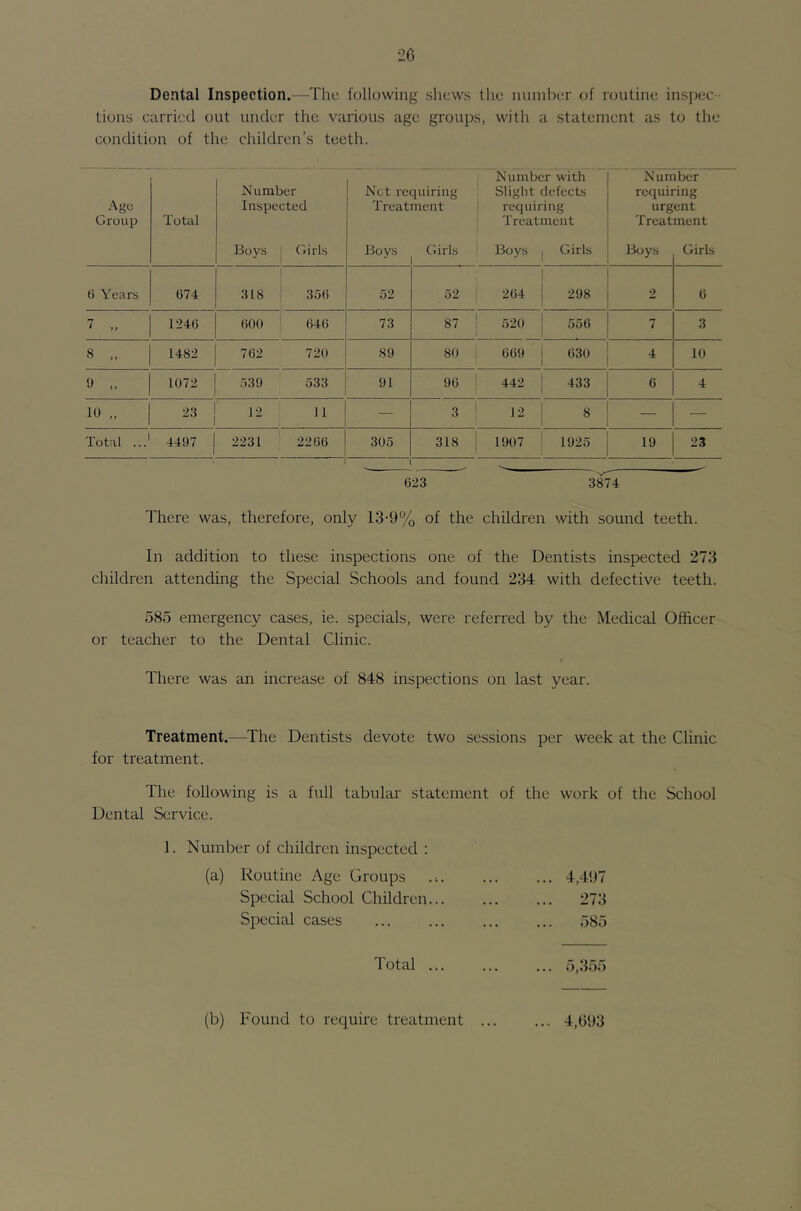 26
Dental Inspection.—The following shews the number of routine inspec-
tions carried out under the various age groups, with a statement as to the
condition of the children's teeth.
Age Group | Total | Number Inspected Boys | Girls | Not requiring Treatment Boys | Girls | Number with Slight defects requiring Treatment Boys | Girls | Number requiring urgent Treatment Boys | Girls
6 Years | 674 | 318 | 356 | 52 | 52 | 264 | 298 | 2 | 6
7 ,, | 1246 | 600 | 646 | 73 | 87 | 520 | 556 | 7 | 3
8 ,, | 1482 | 762 | 720 | 89 | 80 | 669 | 630 | 4 | 10
9 ,, | 1072 | 539 | 533 | 91 | 96 | 442 | 433 | 6 | 4
10 ,, | 23 | 12 | 11 | — | 3 | 12 | 8 | — | —
Total ... | 4497 | 2231 | 2266 | 305 | 318 | 1907 | 1925 | 19 | 23
623 3874
There was, therefore, only 13·9% of the children with sound teeth.
In addition to these inspections one of the Dentists inspected 273
children attending the Special Schools and found 234 with defective teeth.
585 emergency cases, ie. specials, were referred by the Medical Officer
or teacher to the Dental Clinic.
There was an increase of 848 inspections on last year.
Treatment.—The Dentists devote two sessions per week at the Clinic
for treatment.
The following is a full tabular statement of the work of the School
Dental Service.
1. Number of children inspected :
(a) Routine Age Groups ... ... ... 4,497
Special School Children... ... ... 273
Special cases ... ... ... ... 585
Total ... ... ... 5,355
(b) Found to require treatment ... ... 4,693